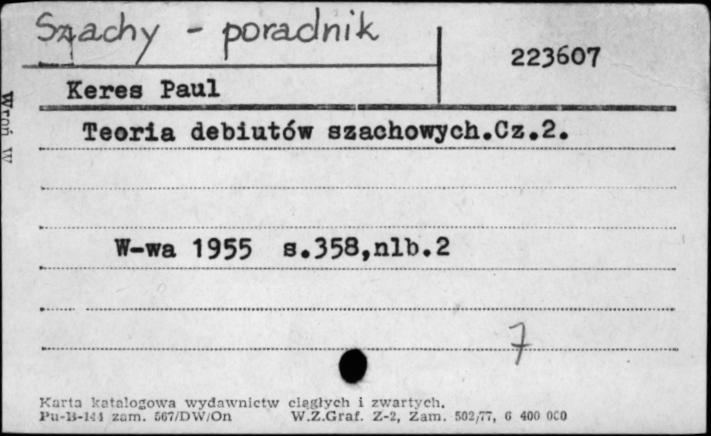 Szachy - poradnik
223607
Keres Paul
Teoria debiutów szachowych.Cz.2.
W-wa 1955 s.358,nlb.2
7
Karta katalogowa wydawnictw ciągłych i zwartych.
Pu-B-141 zam. 567/DW/On W.Z.Graf. Z-2, Zam. 502/77, 6 400 000